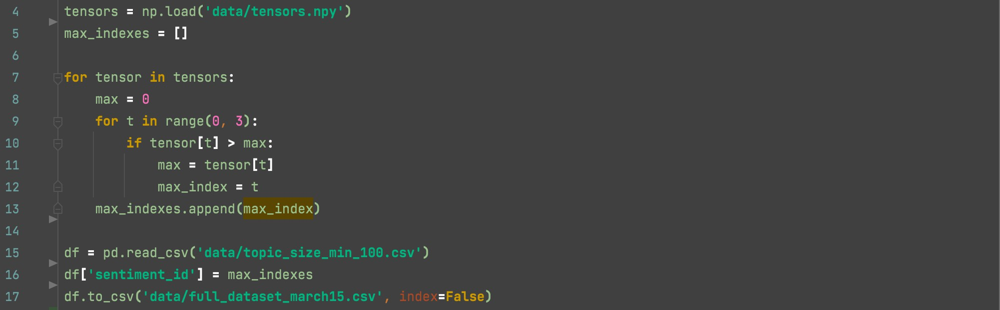 4 tensors = np.load('data/tensors.npy')
5 max_indexes = []
6
7 for tensor in tensors:
8     max = 0
9     for t in range(0, 3):
10         if tensor[t] > max:
11             max = tensor[t]
12             max_index = t
13     max_indexes.append(max_index)
14
15 df = pd.read_csv('data/topic_size_min_100.csv')
16 df['sentiment_id'] = max_indexes
17 df.to_csv('data/full_dataset_march15.csv', index=False)